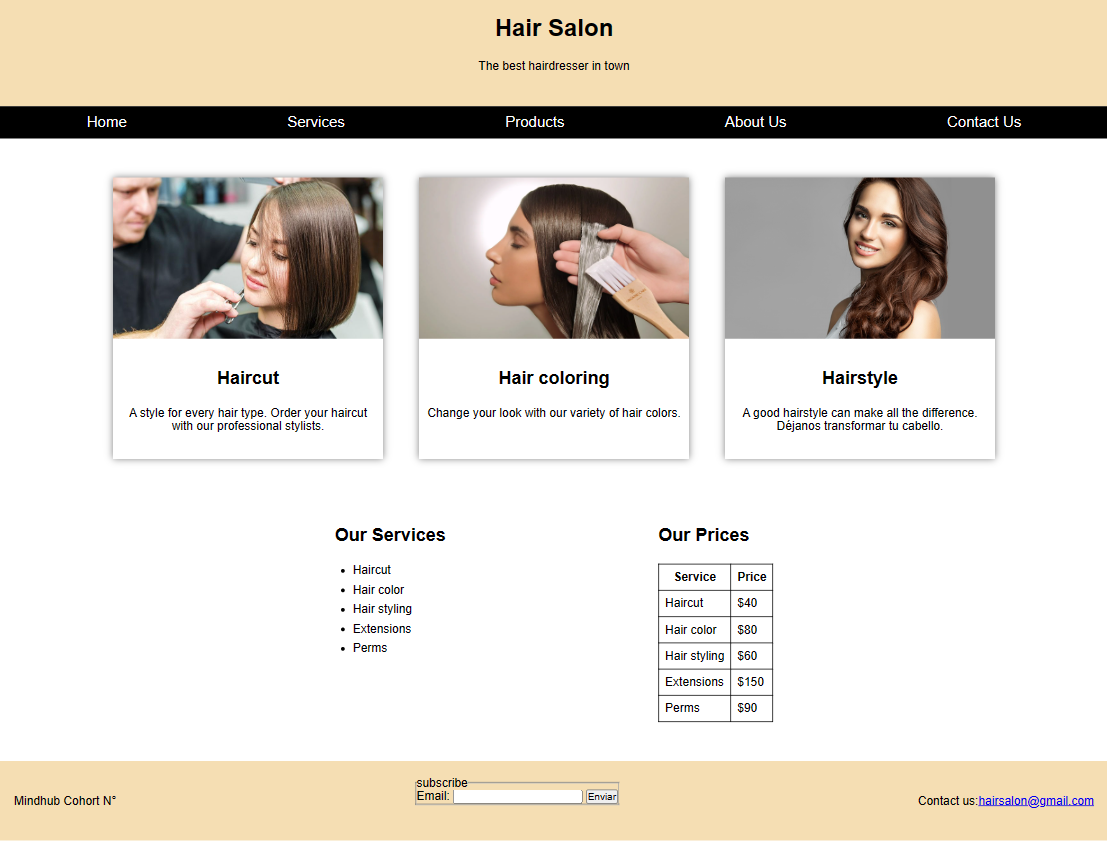 Hair Salon
The best hairdresser in town
Home Services Products About Us Contact Us
Haircut
A style for every hair type. Order your haircut
with our professional stylists.
Hair coloring
Change your look with our variety of hair colors.
Hairstyle
A good hairstyle can make all the difference.
Déjanos transformar tu cabello.
Our Services
Haircut
Hair color
Hair styling
Extensions
Perms
Our Prices
Service Price
Haircut $40
Hair color $80
Hair styling $60
Extensions $150
Perms $90
Mindhub Cohort N°
subscribe
Email: Enviar
Contact us:hairsalon@gmail.com